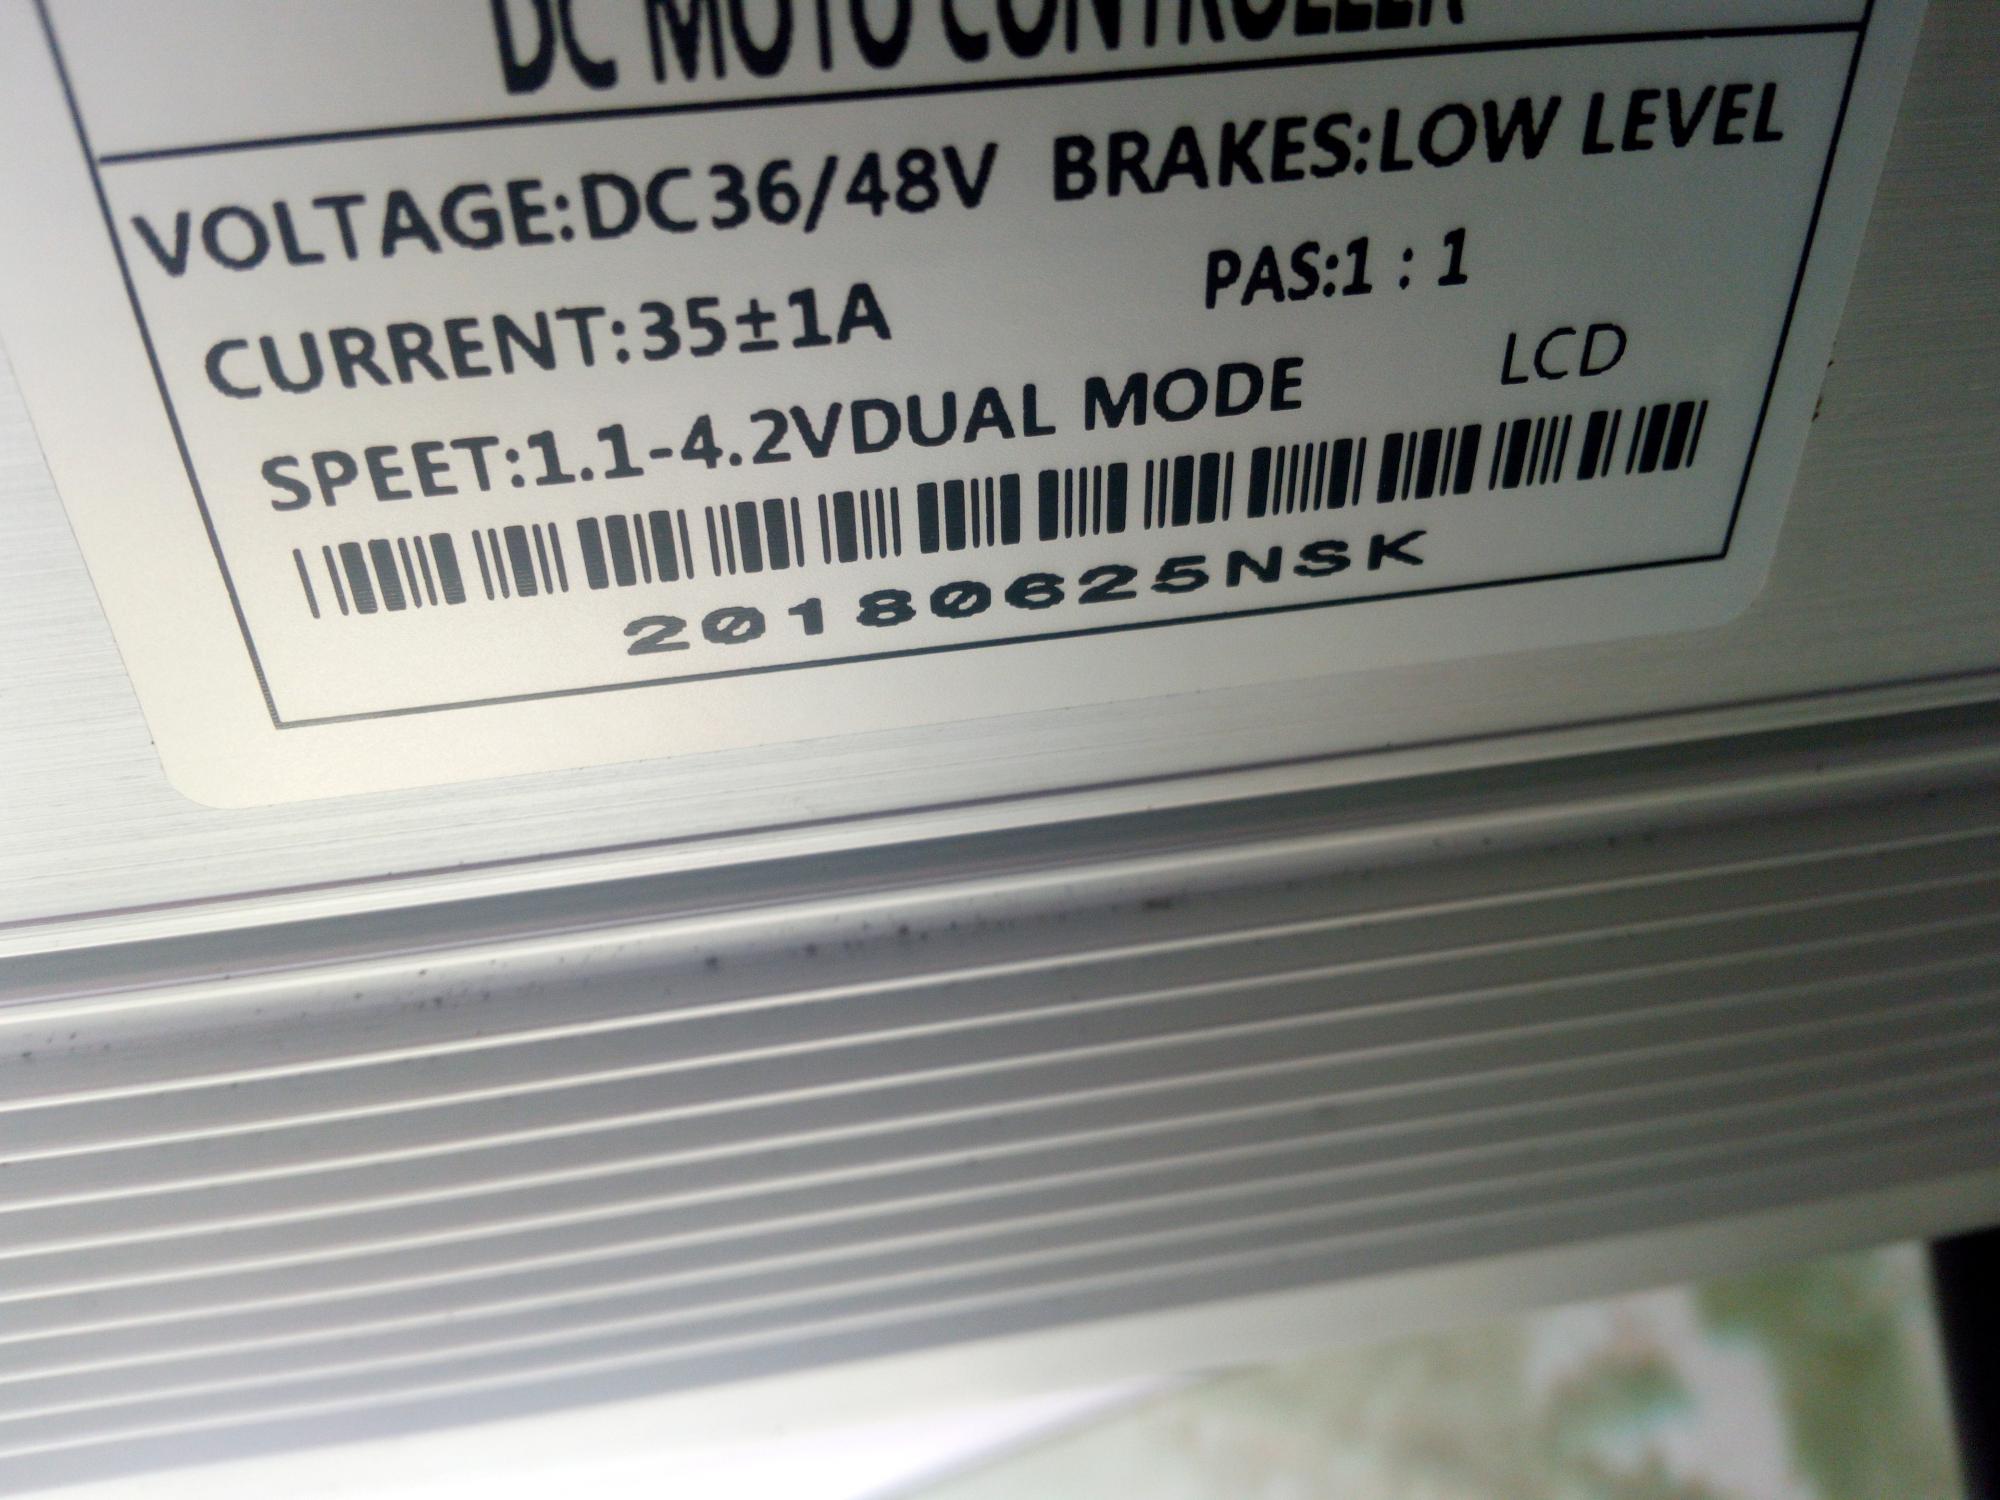 DC MOTO CONTROLLER
VOLTAGE:DC36/48V BRAKES:LOW LEVEL
CURRENT:35±1A PAS:1 : 1
SPEET:1.1-4.2VDUAL MODE LCD
20180625NSK